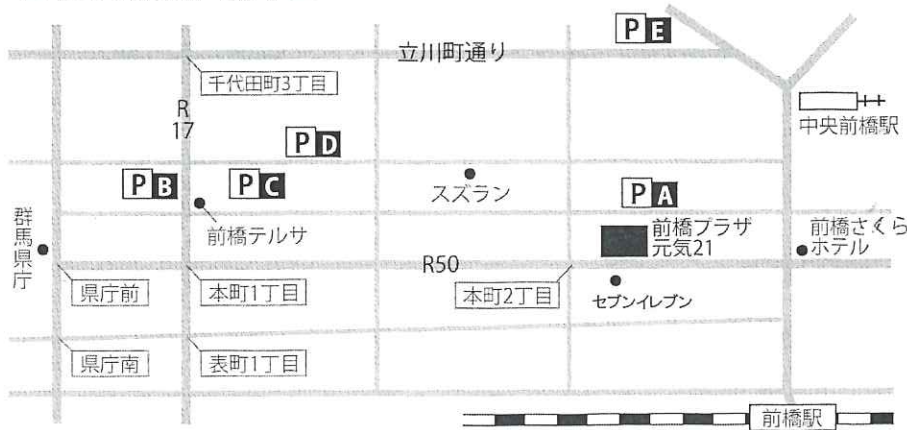 P E
立川町通り
千代田町3丁目
R
17
中央前橋駅
P D
スズラン
P B
P C
P A
前橋テルサ
群馬県庁
前橋プラザ
元気21
前橋さくら
ホテル
R50
県庁前
本町1丁目
本町2丁目
セブンイレブン
県庁南
表町1丁目
前橋駅